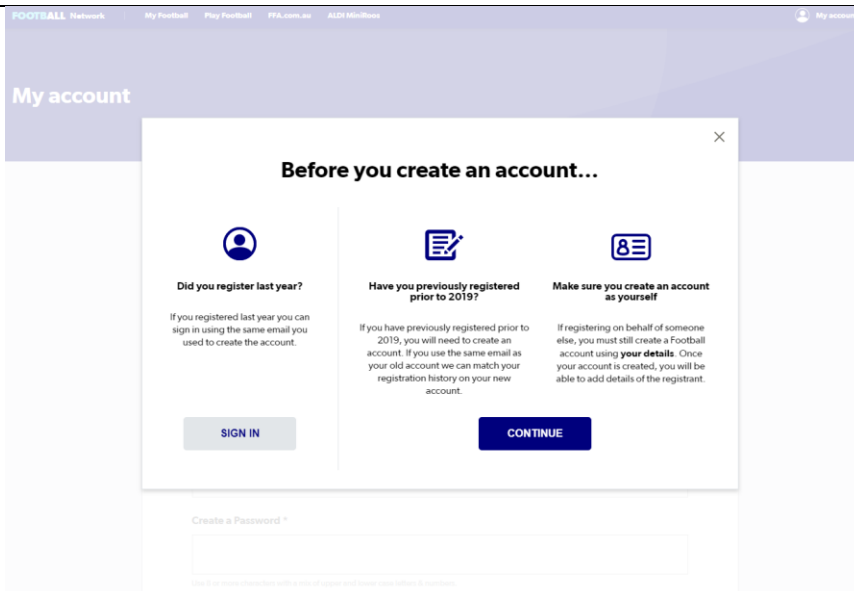 FOOTBALL Network My Football Play Football FFA.com.au ALDI MiniRoos My account
My account
Before you create an account...
Did you register last year?
If you registered last year you can
sign in using the same email you
used to create the account.
SIGN IN
Have you previously registered
prior to 2019?
If you have previously registered prior to
2019, you will need to create an
account. If you use the same email as
your old account we can match your
registration history on your new
account.
Make sure you create an account
as yourself
If registering on behalf of someone
else, you must still create a Football
account using your details. Once
your account is created, you will be
able to add details of the registrant.
CONTINUE
Create a Password *